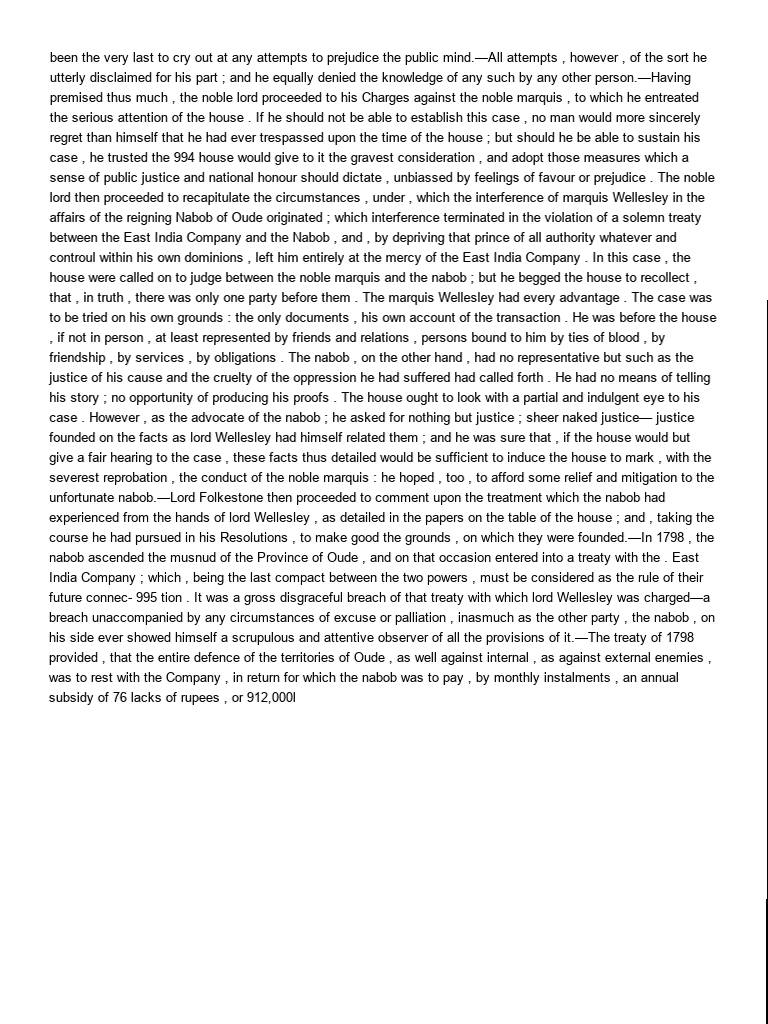 been the very last to cry out at any attempts to prejudice the public mind.—All attempts , however , of the sort he
utterly disclaimed for his part ; and he equally denied the knowledge of any such by any other person.—Having
premised thus much , the noble lord proceeded to his Charges against the noble marquis , to which he entreated
the serious attention of the house . If he should not be able to establish this case , no man would more sincerely
regret than himself that he had ever trespassed upon the time of the house ; but should he be able to sustain his
case , he trusted the 994 house would give to it the gravest consideration , and adopt those measures which a
sense of public justice and national honour should dictate , unbiassed by feelings of favour or prejudice . The noble
lord then proceeded to recapitulate the circumstances , under , which the interference of marquis Wellesley in the
affairs of the reigning Nabob of Oude originated ; which interference terminated in the violation of a solemn treaty
between the East India Company and the Nabob , and , by depriving that prince of all authority whatever and
controul within his own dominions , left him entirely at the mercy of the East India Company . In this case , the
house were called on to judge between the noble marquis and the nabob ; but he begged the house to recollect ,
that , in truth , there was only one party before them . The marquis Wellesley had every advantage . The case was
to be tried on his own grounds : the only documents , his own account of the transaction . He was before the house
, if not in person , at least represented by friends and relations , persons bound to him by ties of blood , by
friendship , by services , by obligations . The nabob , on the other hand , had no representative but such as the
justice of his cause and the cruelty of the oppression he had suffered had called forth . He had no means of telling
his story ; no opportunity of producing his proofs . The house ought to look with a partial and indulgent eye to his
case . However , as the advocate of the nabob ; he asked for nothing but justice ; sheer naked justice— justice
founded on the facts as lord Wellesley had himself related them ; and he was sure that , if the house would but
give a fair hearing to the case , these facts thus detailed would be sufficient to induce the house to mark , with the
severest reprobation , the conduct of the noble marquis : he hoped , too , to afford some relief and mitigation to the
unfortunate nabob.—Lord Folkestone then proceeded to comment upon the treatment which the nabob had
experienced from the hands of lord Wellesley , as detailed in the papers on the table of the house ; and , taking the
course he had pursued in his Resolutions , to make good the grounds , on which they were founded.—In 1798 , the
nabob ascended the musnud of the Province of Oude , and on that occasion entered into a treaty with the . East
India Company ; which , being the last compact between the two powers , must be considered as the rule of their
future connec- 995 tion . It was a gross disgraceful breach of that treaty with which lord Wellesley was charged—a
breach unaccompanied by any circumstances of excuse or palliation , inasmuch as the other party , the nabob , on
his side ever showed himself a scrupulous and attentive observer of all the provisions of it.—The treaty of 1798
provided , that the entire defence of the territories of Oude , as well against internal , as against external enemies ,
was to rest with the Company , in return for which the nabob was to pay , by monthly instalments , an annual
subsidy of 76 lacks of rupees , or 912,000l